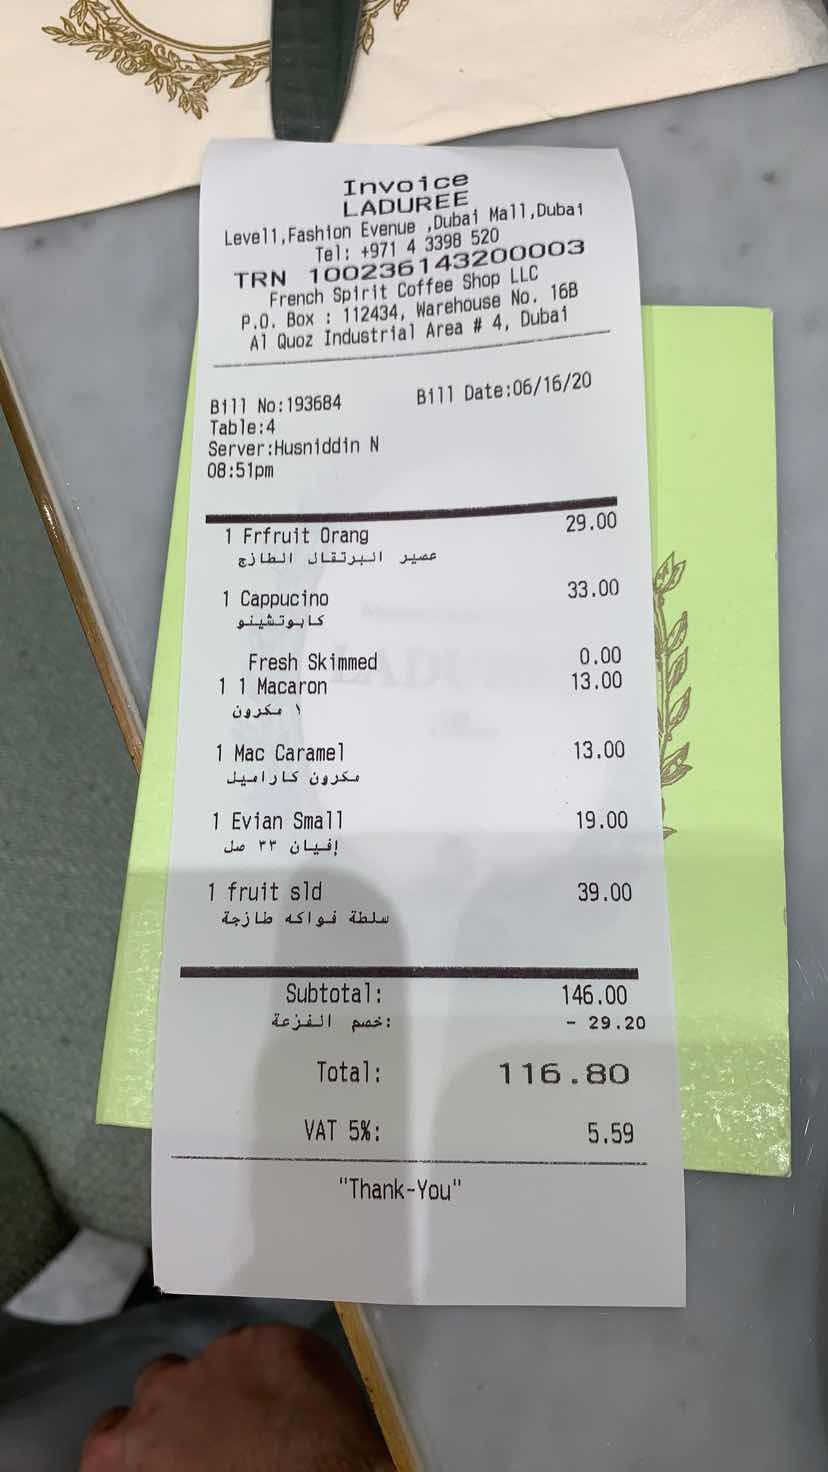 Invoice
LADUREE
Level1,Fashion Evenue ,Dubai Mall,Dubai
Tel: +971 4 3398 520
TRN 100236143200003
French Spirit Coffee Shop LLC
P.O. Box : 112434, Warehouse No. 16B
Al Quoz Industrial Area # 4, Dubai
Bill No:193684 Bill Date:06/16/20
Table:4
Server:Husniddin N
08:51pm
1 Frfruit Orang 29.00
عصير البرتقال الطازج
1 Cappucino 33.00
كابوتشينو
Fresh Skimmed 0.00
1 1 Macaron 13.00
١ مكرون
1 Mac Caramel 13.00
مكرون كاراميل
1 Evian Small 19.00
إفيان ٣٣ صل
1 fruit sld 39.00
سلطة فواكه طازجة
Subtotal: 146.00
خصم الفزعة: - 29.20
Total: 116.80
VAT 5%: 5.59
"Thank-You"